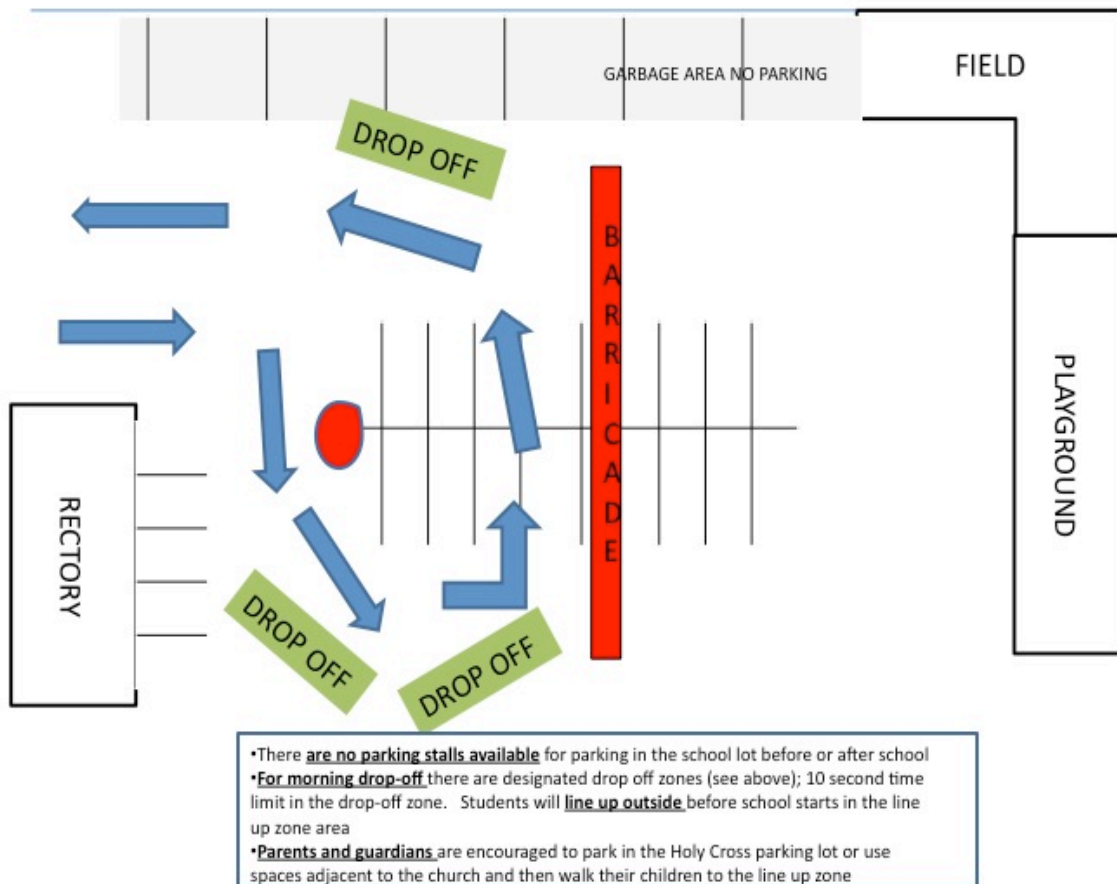 GARBAGE AREA NO PARKING
FIELD
DROP OFF
BARRICADE
PLAYGROUND
RECTORY
DROP OFF
DROP OFF
•There are no parking stalls available for parking in the school lot before or after school
•For morning drop-off there are designated drop off zones (see above); 10 second time
limit in the drop-off zone. Students will line up outside before school starts in the line
up zone area
•Parents and guardians are encouraged to park in the Holy Cross parking lot or use
spaces adjacent to the church and then walk their children to the line up zone